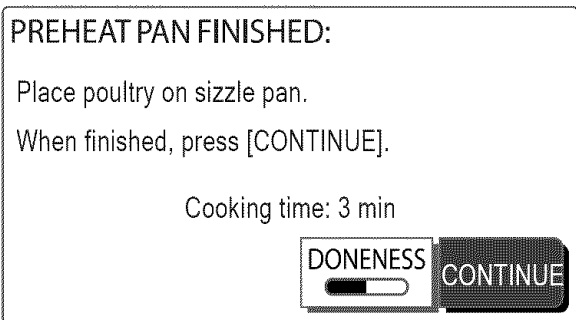 PREHEAT PAN FINISHED:
Place poultry on sizzle pan.
When finished, press [CONTINUE].
Cooking time: 3 min
DONENESS
CONTINUE